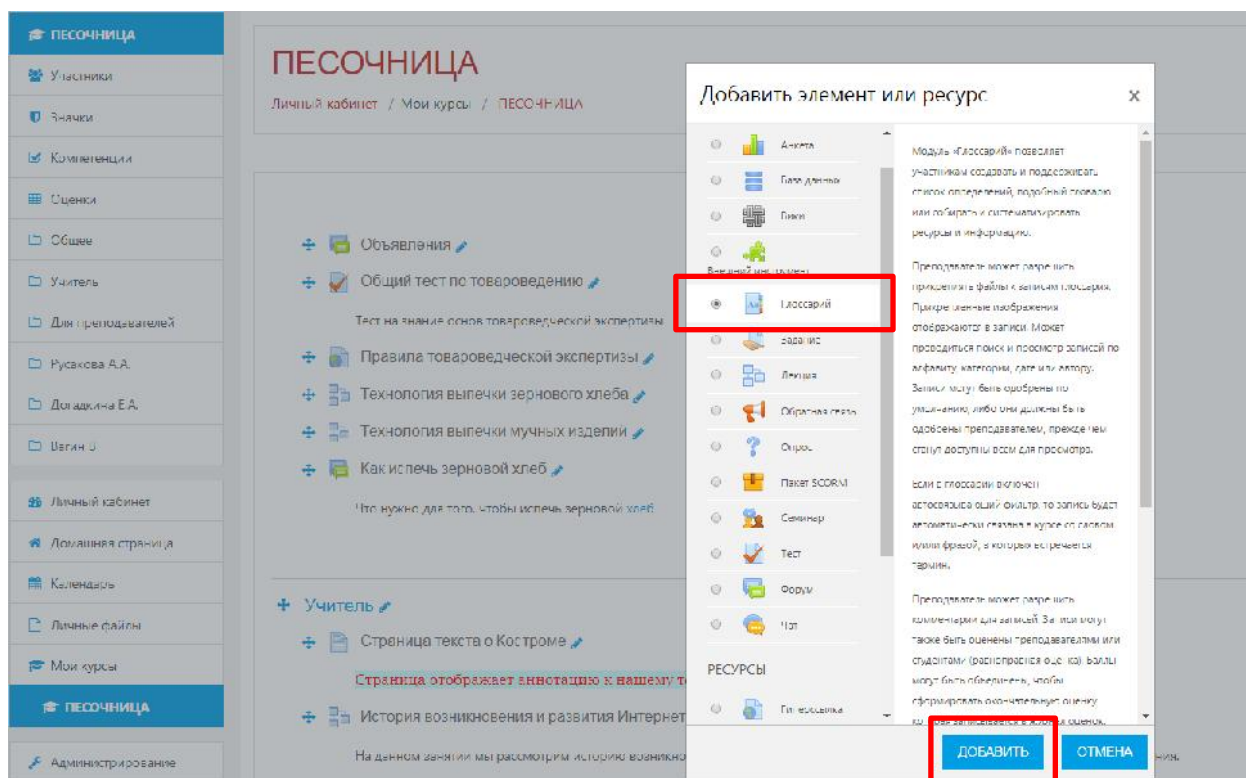 ПЕСОЧНИЦА
Участники
Значки
Компетенции
Оценки
Общее
Учитель
Для преподавателей
Русакова А.А.
Догадкина Е.А.
Личный кабинет
Домашняя страница
Календарь
Личные файлы
Мои курсы
ПЕСОЧНИЦА
Администрирование
ПЕСОЧНИЦА
Личный кабинет / Мои курсы / ПЕСОЧНИЦА
Объявления
Общий тест по товароведению
Тест на знание основ товароведческой экспертизы
Правила товароведческой экспертизы
Технология выпечки зернового хлеба
Технология выпечки мучных изделий
Как испечь зерновой хлеб
Что нужно для того, чтобы испечь зерновой хлеб
Учитель
Страница текста о Костроме
Страница отображает аннотацию к нашему
История возникновения и развития Интернет
На данном занятии мы рассмотрим историю
Добавить элемент или ресурс ×
Анкета
База данных
Вики
Внешний инструмент
Глоссарий
Задание
Лекция
Обратная связь
Опрос
Пакет SCORM
Семинар
Тест
Форум
Чат
РЕСУРСЫ
Гиперссылка
Модуль «Глоссарий» позволяет
участникам создавать и поддерживать
список определений, подобный словарю
или собирать и систематизировать
ресурсы и информацию.
Преподаватель может разрешить
прикреплять файлы к записям глоссария.
Прикрепленные изображения
отображаются в записи. Может
проводиться поиск и просмотр записей по
алфавиту, категории, дате или автору.
Записи могут быть одобрены по
умолчанию, либо они должны быть
одобрены преподавателем, прежде чем
станут доступны всем для просмотра.
Если в глоссарии включен
автосвязывающий фильтр, то запись будет
автоматически связана в курсе со словом
и/или фразой, в которых встречается
термин.
Преподаватель может разрешить
комментарии для записей. Записи могут
также быть оценены преподавателями или
студентами (равноправная оценка). Баллы
могут быть объединены, чтобы
сформировать окончательную оценку,
которая записывается в журнал оценок.
ДОБАВИТЬ
ОТМЕНА